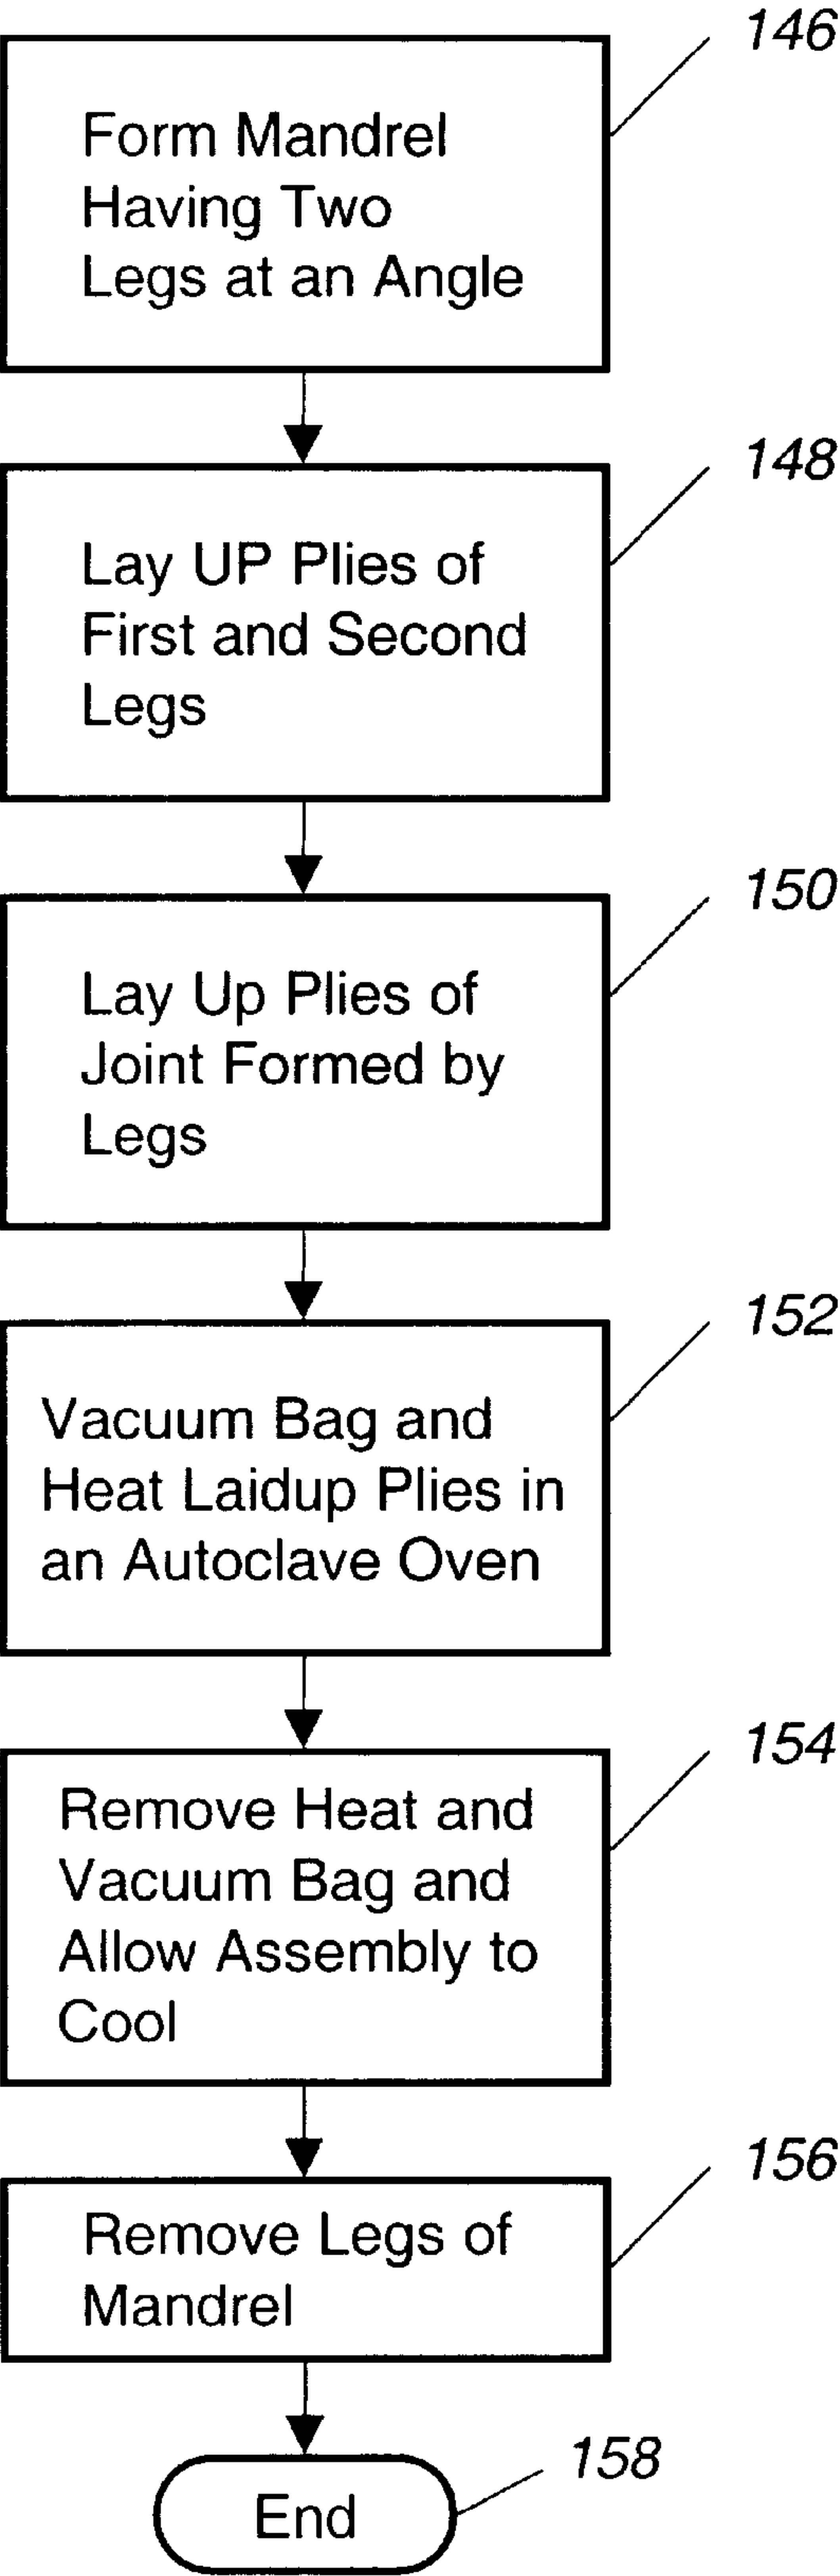 146
Form Mandrel
Having Two
Legs at an Angle
148
Lay UP Plies of
First and Second
Legs
150
Lay Up Plies of
Joint Formed by
Legs
152
Vacuum Bag and
Heat Laidup Plies in
an Autoclave Oven
154
Remove Heat and
Vacuum Bag and
Allow Assembly to
Cool
156
Remove Legs of
Mandrel
158
End